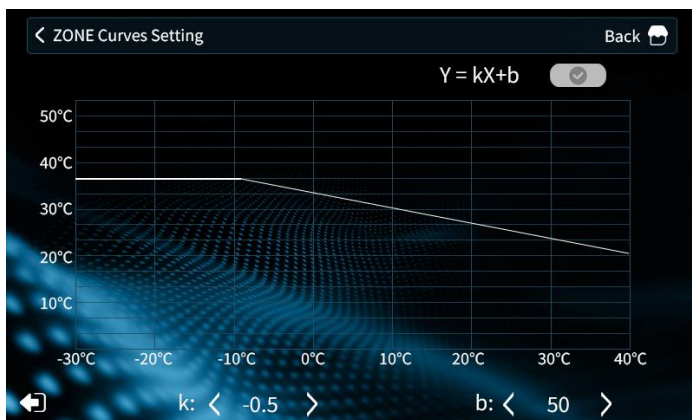 ZONE Curves Setting
Back
Y = kX+b
50°C
40°C
30°C
20°C
10°C
-30°C -20°C -10°C 0°C 10°C 20°C 30°C 40°C
k: -0.5 b: 50